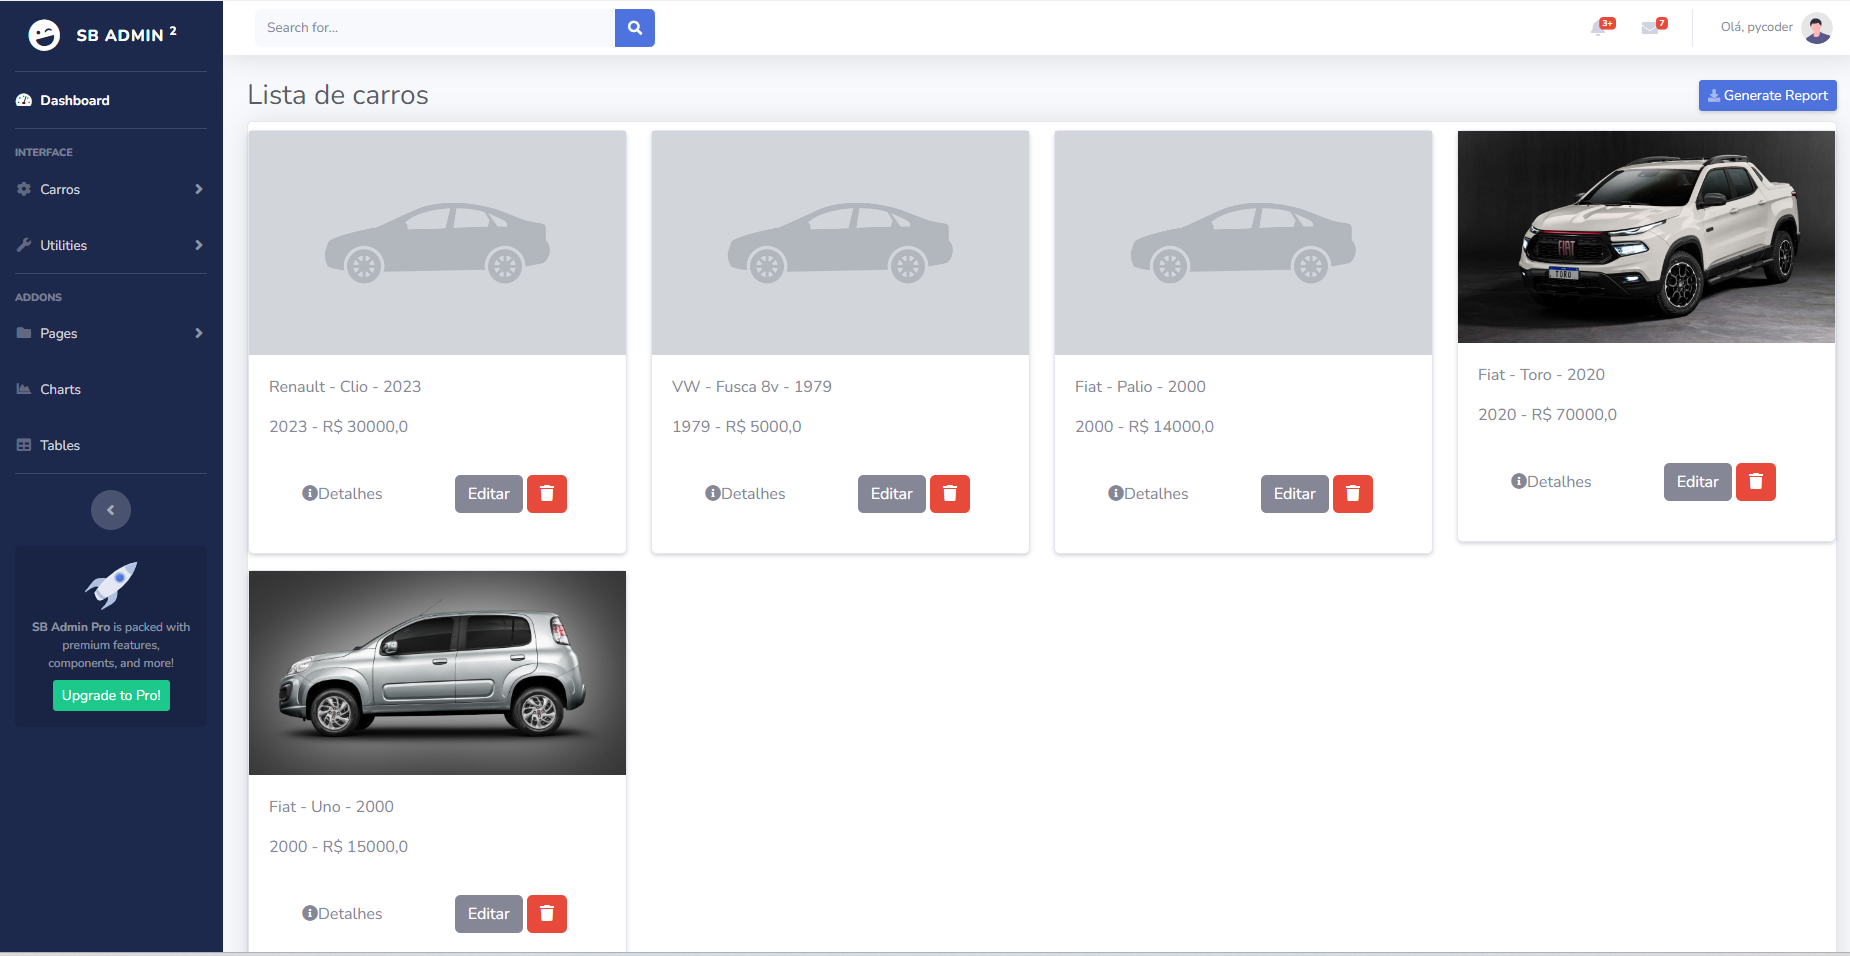 SB ADMIN 2
Search for...
3+
7
Olá, pycoder
Dashboard
INTERFACE
Carros
Utilities
ADDONS
Pages
Charts
Tables
SB Admin Pro is packed with
premium features,
components, and more!
Upgrade to Pro!
Lista de carros
Generate Report
Renault - Clio - 2023
2023 - R$ 30000,0
Detalhes
Editar
VW - Fusca 8v - 1979
1979 - R$ 5000,0
Detalhes
Editar
Fiat - Palio - 2000
2000 - R$ 14000,0
Detalhes
Editar
FIAT
TORO
Fiat - Toro - 2020
2020 - R$ 70000,0
Detalhes
Editar
Fiat - Uno - 2000
2000 - R$ 15000,0
Detalhes
Editar